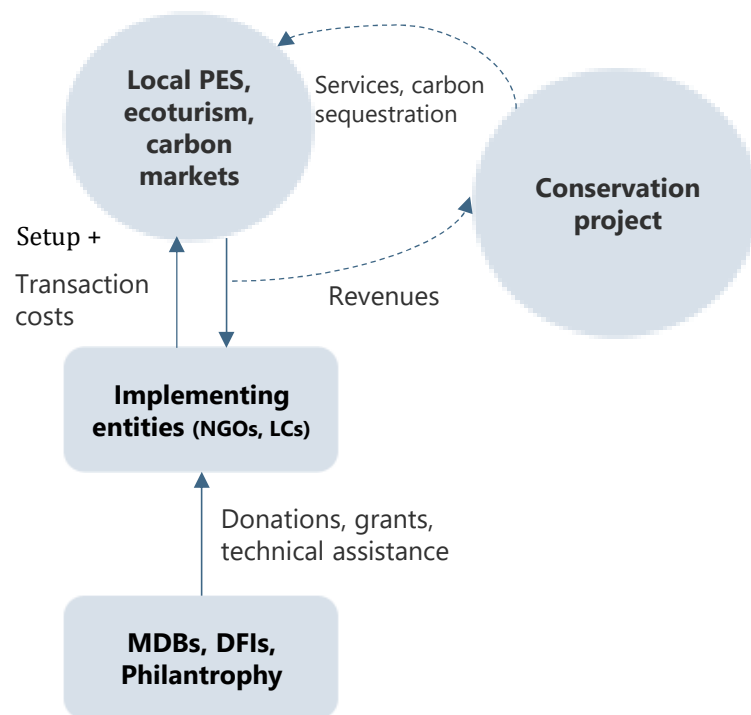 Local PES,
ecoturism,
carbon
markets
Services, carbon
sequestration
Conservation
project
Setup +
Transaction
costs
Revenues
Implementing
entities (NGOs, LCs)
Donations, grants,
technical assistance
MDBs, DFIs,
Philantrophy